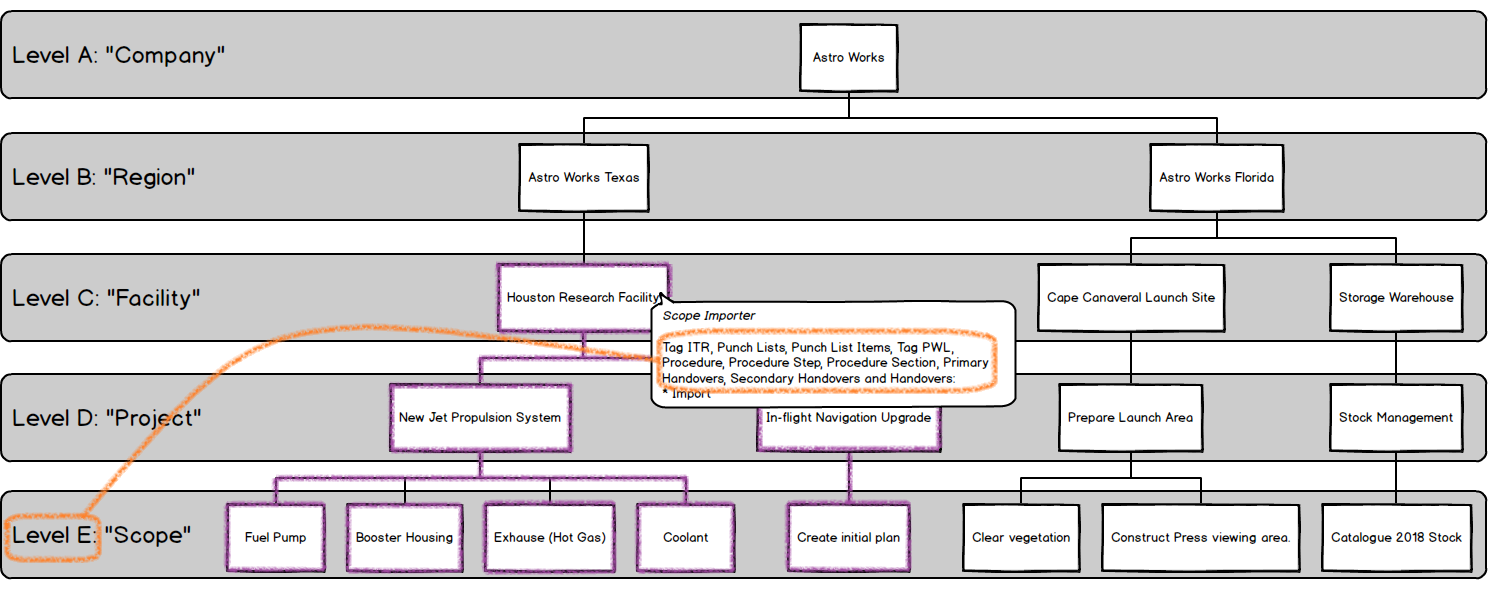 Level A: "Company"
Astro Works
Level B: "Region"
Astro Works Texas
Astro Works Florida
Level C: "Facility"
Houston Research Facility
Cape Canaveral Launch Site
Storage Warehouse
Scope Importer
Tag ITR, Punch Lists, Punch List Items, Tag PWL,
Procedure, Procedure Step, Procedure Section, Primary
Handovers, Secondary Handovers and Handovers:
* Import
Level D: "Project"
New Jet Propulsion System
In-flight Navigation Upgrade
Prepare Launch Area
Stock Management
Level E: "Scope"
Fuel Pump
Booster Housing
Exhause (Hot Gas)
Coolant
Create initial plan
Clear vegetation
Construct Press viewing area.
Catalogue 2018 Stock